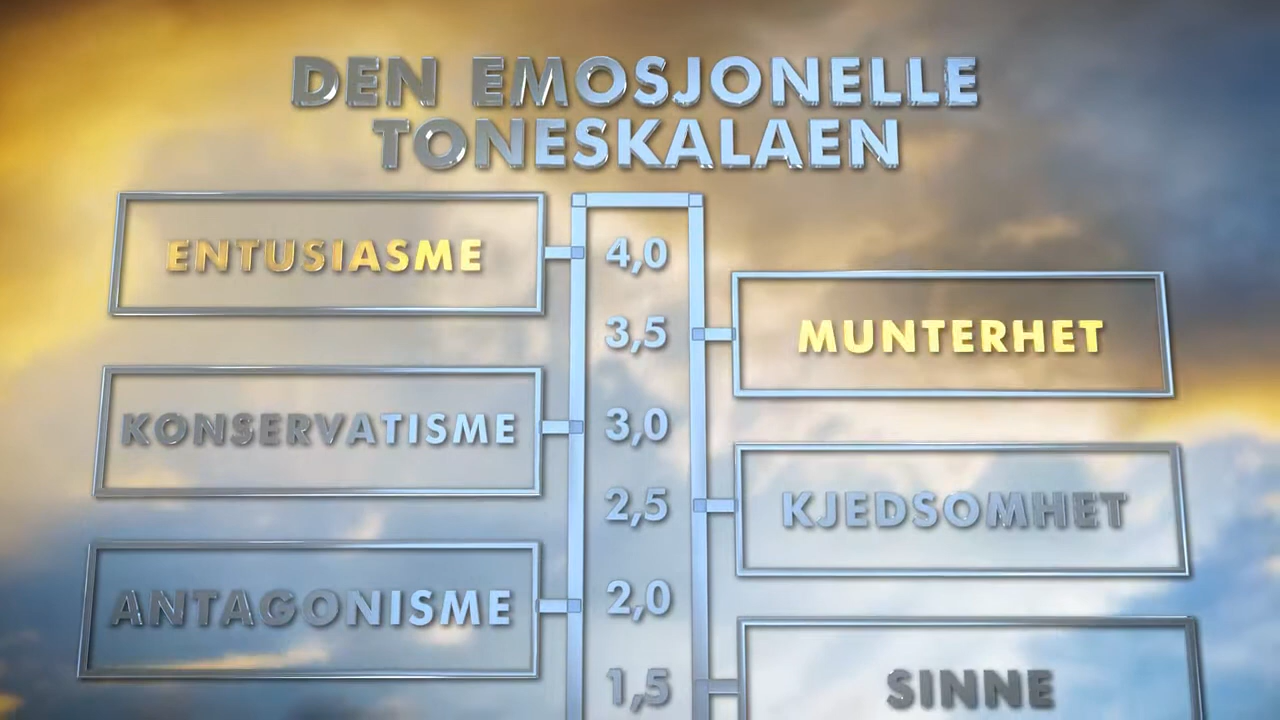 DEN EMOSJONELLE
TONESKALAEN
ENTUSIASME
4,0
3,5
MUNTERHET
KONSERVATISME
3,0
2,5
KJEDSOMHET
ANTAGONISME
2,0
1,5
SINNE